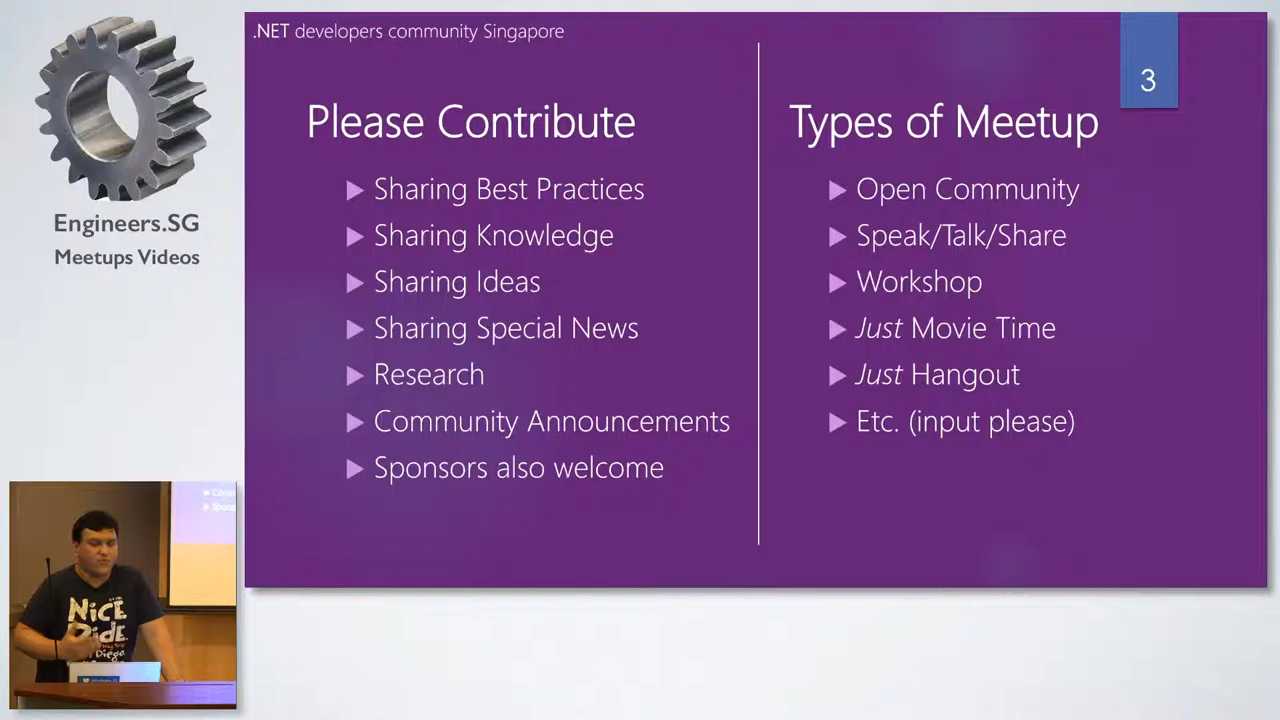 .NET developers community Singapore
3
Please Contribute
Sharing Best Practices
Sharing Knowledge
Sharing Ideas
Sharing Special News
Research
Community Announcements
Sponsors also welcome
Types of Meetup
Open Community
Speak/Talk/Share
Workshop
Just Movie Time
Just Hangout
Etc. (input please)
Engineers.SG
Meetups Videos
NiCE
Ride.
Diego